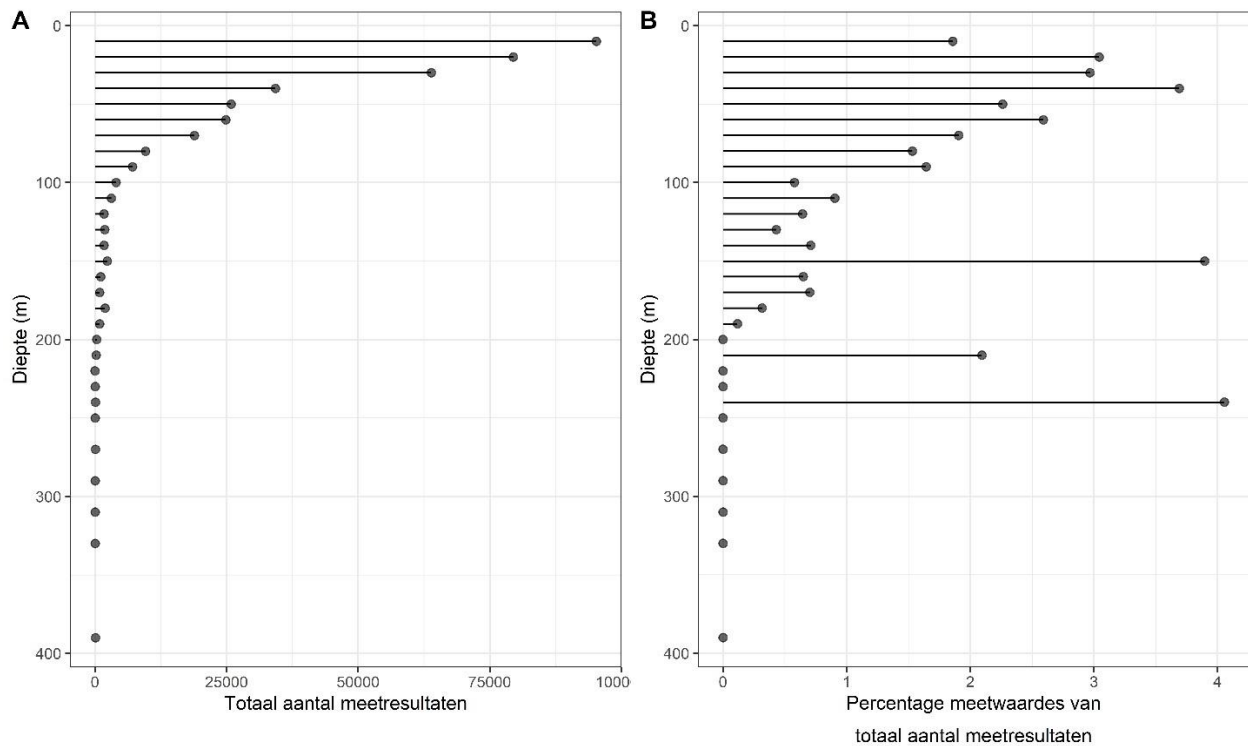 A
0
100
200
300
400
Diepte (m)
0
25000
50000
75000
1000
Totaal aantal meetresultaten
B
0
100
200
300
400
Diepte (m)
0
1
2
3
4
Percentage meetwaardes van
totaal aantal meetresultaten